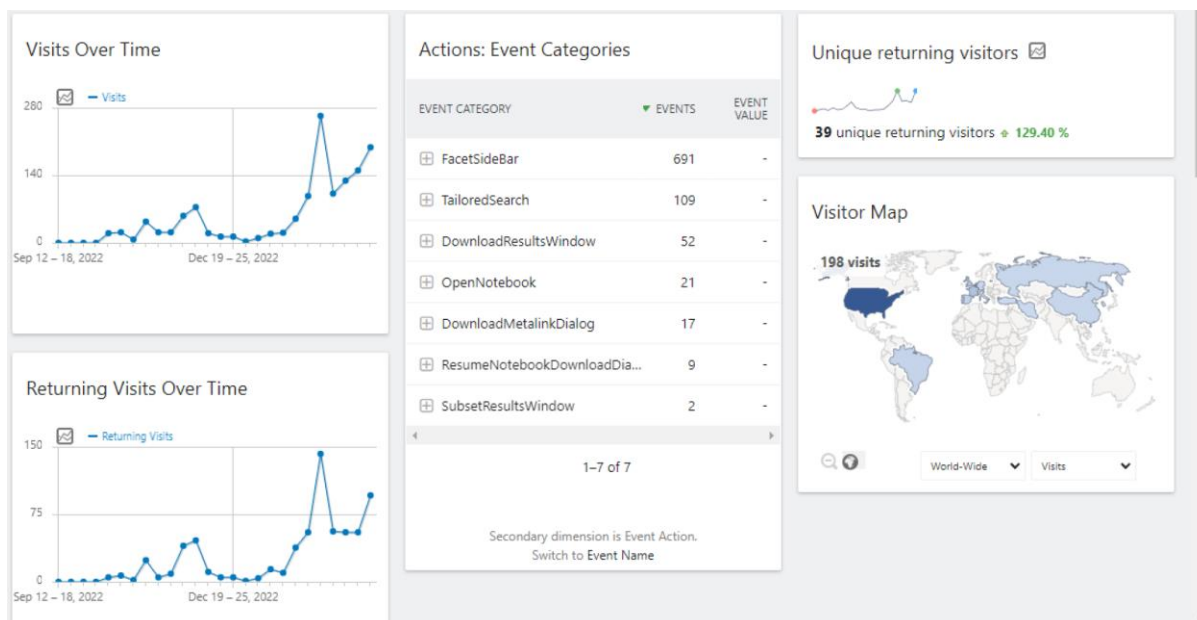 Visits Over Time
Visits
280
140
0
Sep 12 – 18, 2022
Dec 19 – 25, 2022
Returning Visits Over Time
Returning Visits
150
75
0
Sep 12 – 18, 2022
Dec 19 – 25, 2022
Actions: Event Categories
EVENT CATEGORY EVENTS EVENT VALUE
FacetSideBar 691 -
TailoredSearch 109 -
DownloadResultsWindow 52 -
OpenNotebook 21 -
DownloadMetalinkDialog 17 -
ResumeNotebookDownloadDia... 9 -
SubsetResultsWindow 2 -
1–7 of 7
Secondary dimension is Event Action.
Switch to Event Name
Unique returning visitors
39 unique returning visitors 129.40 %
Visitor Map
198 visits
World-Wide Visits